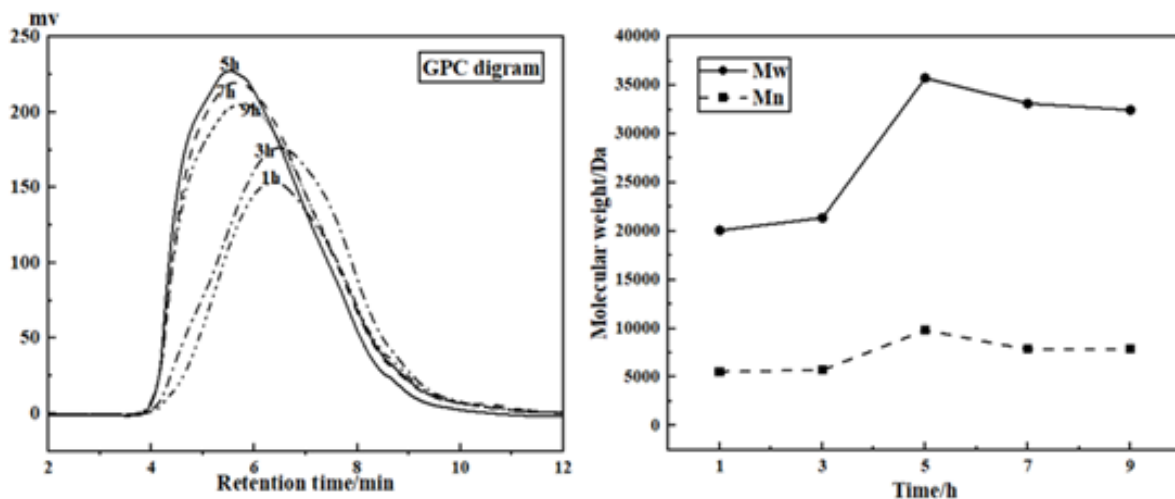 mv
250
200
150
100
50
0
2 4 6 8 10 12
Retention time/min
GPC digram
5h
7h
9h
3h
1h
40000
35000
30000
25000
20000
15000
10000
5000
0
Molecular weight/Da
Mw
Mn
1 3 5 7 9
Time/h